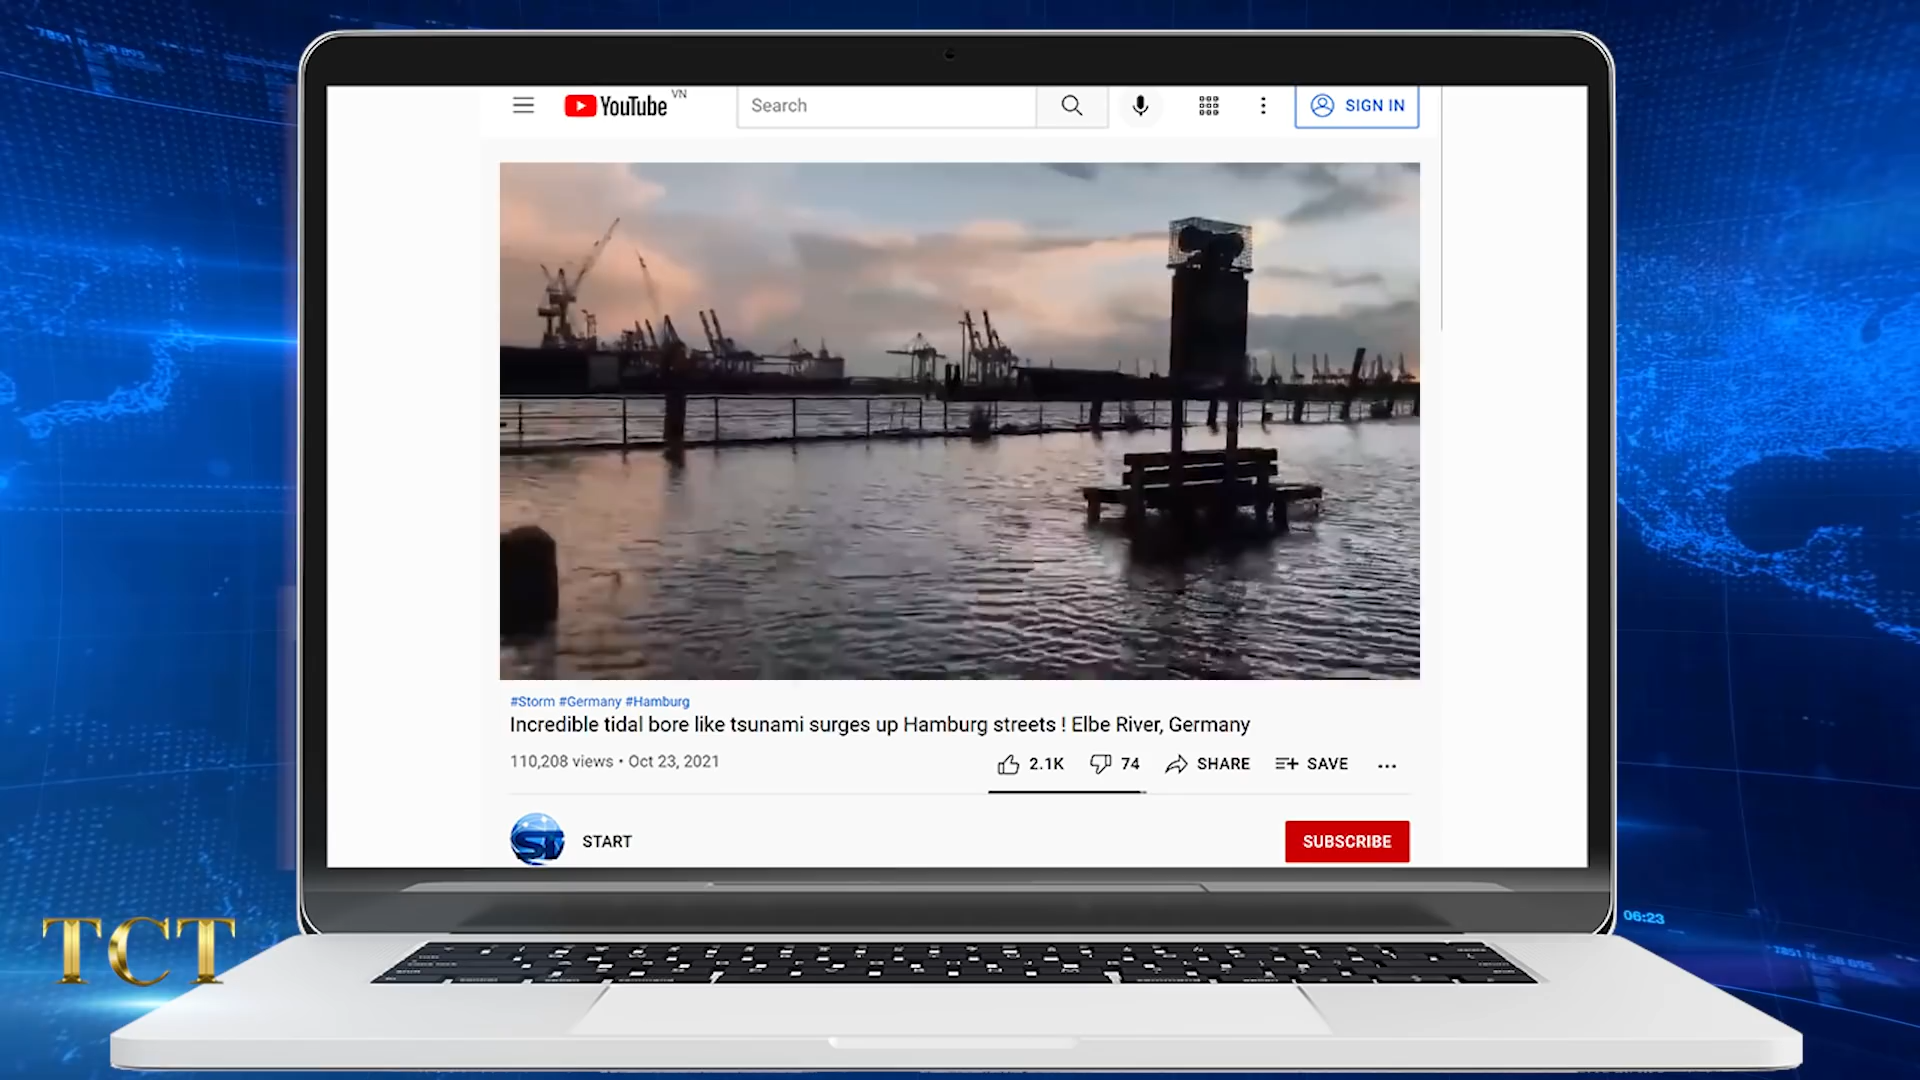 YouTube VN
Search
SIGN IN
#Storm #Germany #Hamburg
Incredible tidal bore like tsunami surges up Hamburg streets ! Elbe River, Germany
110,208 views • Oct 23, 2021
2.1K
74
SHARE
SAVE
ST
START
SUBSCRIBE
TCT
06:23